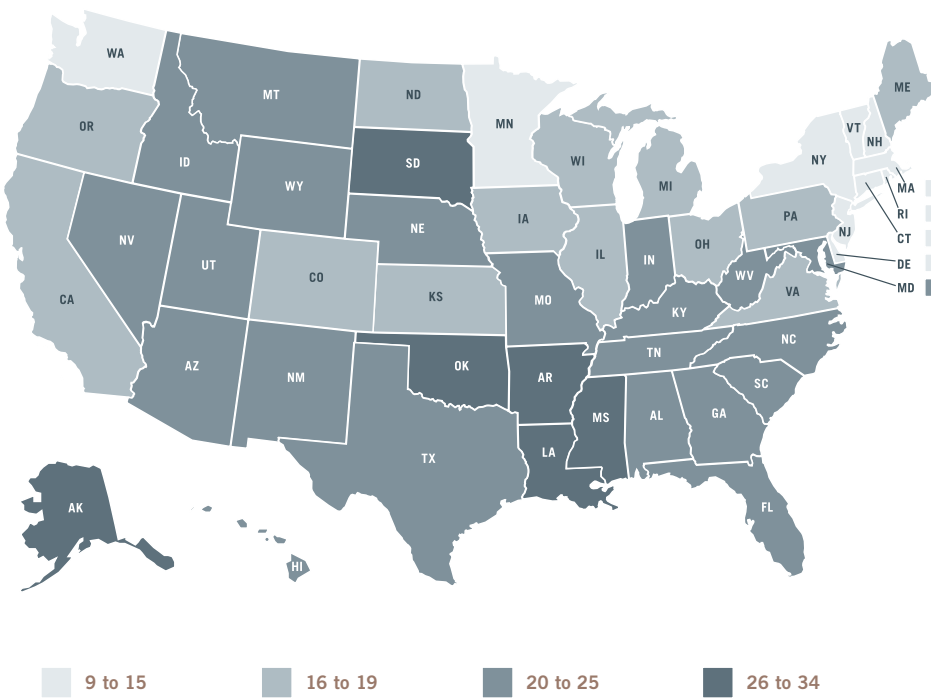 WA
MT
ND
MN
ME
OR
ID
SD
WI
VT
NH
NY
MI
MA
RI
WY
IA
PA
NV
NE
NJ
CT
UT
CO
IL
IN
OH
DE
WV
MD
CA
KS
MO
KY
VA
AZ
NM
OK
AR
TN
NC
SC
MS
AL
GA
TX
LA
FL
AK
HI
9 to 15
16 to 19
20 to 25
26 to 34